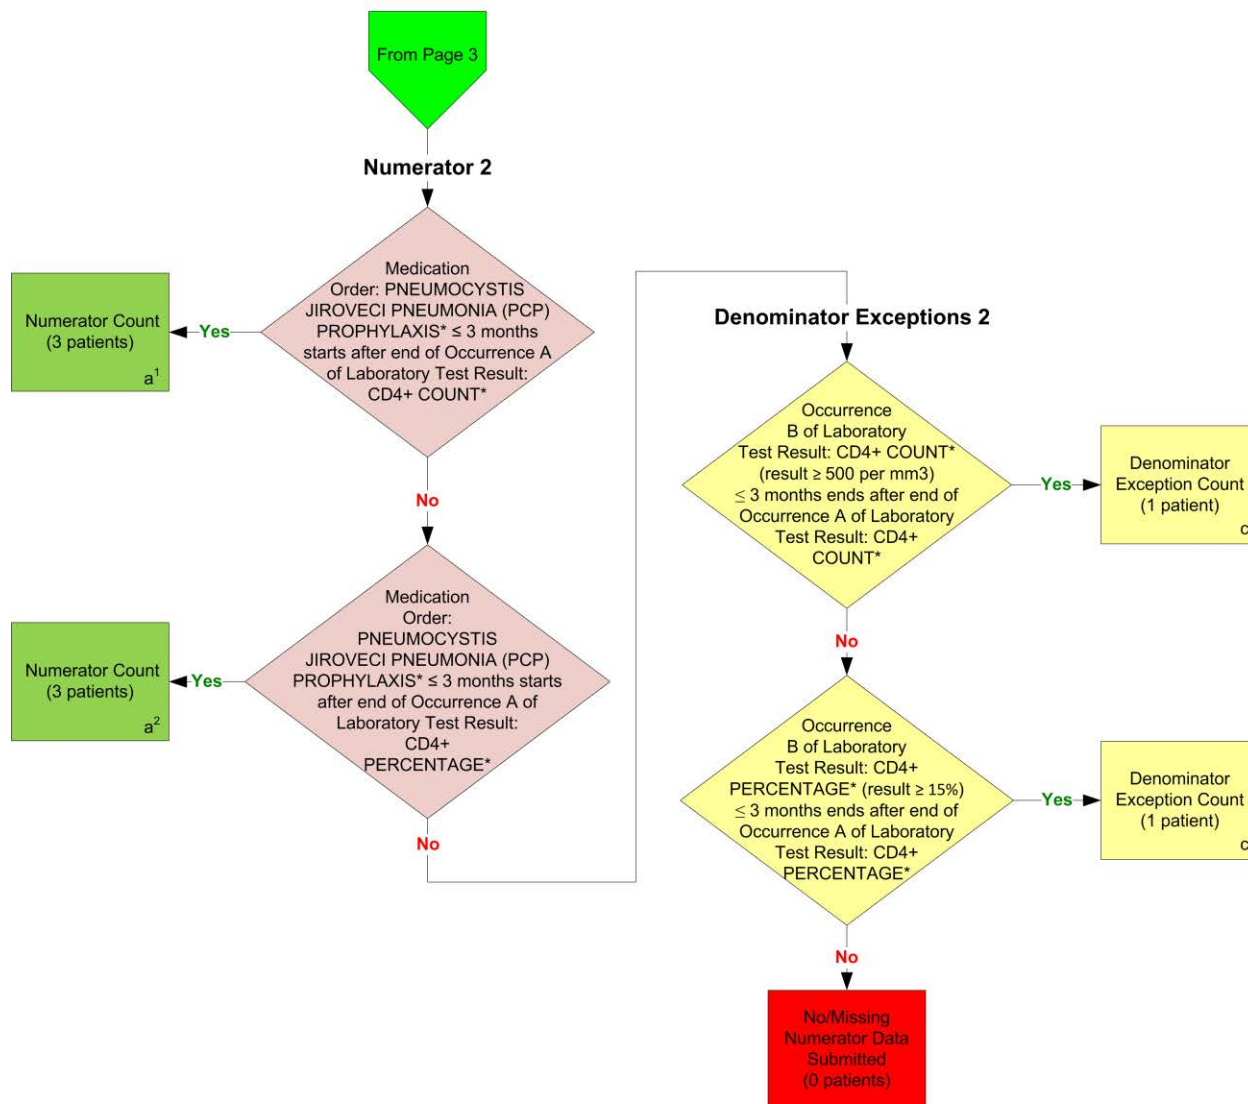 From Page 3
Numerator 2
Medication
Order: PNEUMOCYSTIS
JIROVECI PNEUMONIA (PCP)
PROPHYLAXIS* ≤ 3 months
starts after end of Occurrence A
of Laboratory Test Result:
CD4+ COUNT*
Yes
Numerator Count
(3 patients)
a¹
No
Medication
Order:
PNEUMOCYSTIS
JIROVECI PNEUMONIA (PCP)
PROPHYLAXIS* ≤ 3 months starts
after end of Occurrence A of
Laboratory Test Result:
CD4+
PERCENTAGE*
Yes
Numerator Count
(3 patients)
a²
No
Denominator Exceptions 2
Occurrence
B of Laboratory
Test Result: CD4+ COUNT*
(result ≥ 500 per mm3)
≤ 3 months ends after end of
Occurrence A of Laboratory
Test Result: CD4+
COUNT*
Yes
Denominator
Exception Count
(1 patient)
c
No
Occurrence
B of Laboratory
Test Result: CD4+
PERCENTAGE* (result ≥ 15%)
≤ 3 months ends after end of
Occurrence A of Laboratory
Test Result: CD4+
PERCENTAGE*
Yes
Denominator
Exception Count
(1 patient)
c
No
No/Missing
Numerator Data
Submitted
(0 patients)